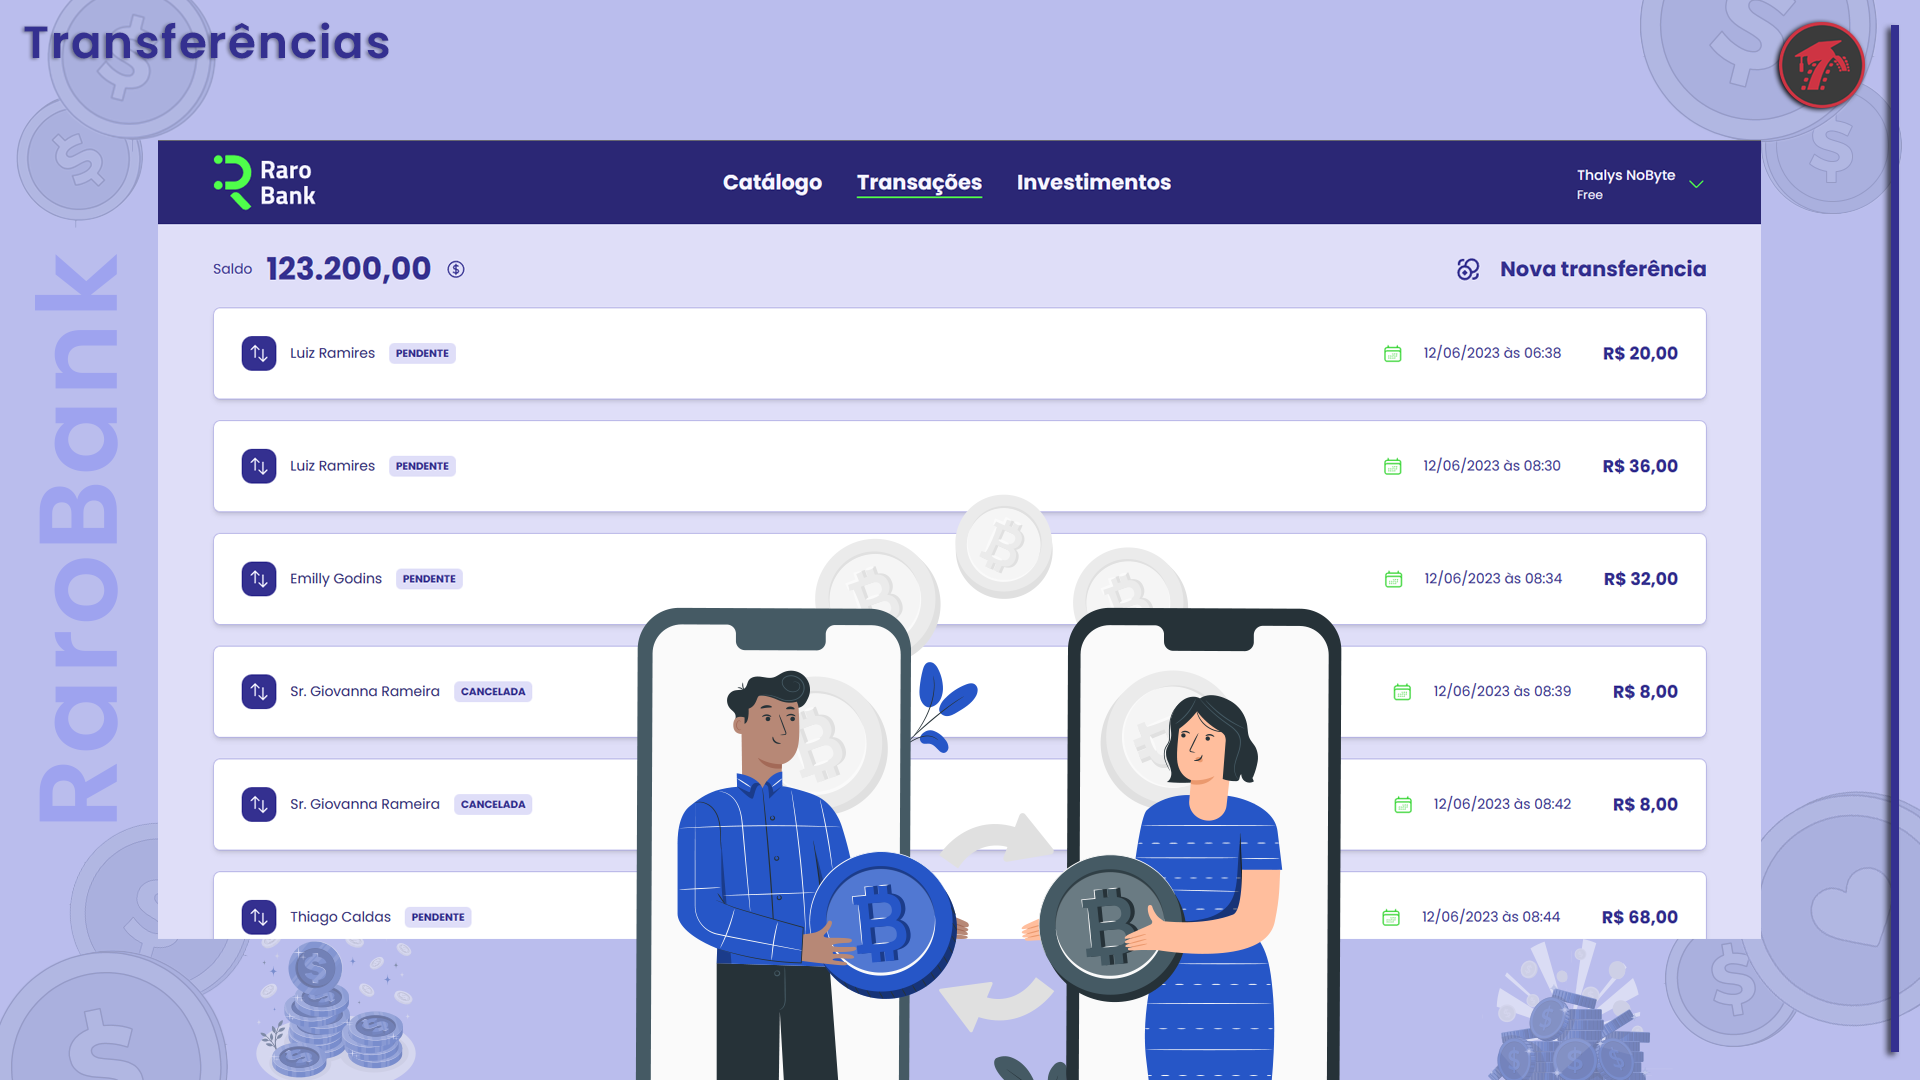 Transferências
RaroBank
Raro
Bank
Catálogo
Transações
Investimentos
Thalys NoByte
Free
Saldo 123.200,00
Nova transferência
Luiz Ramires PENDENTE 12/06/2023 às 06:38 R$ 20,00
Luiz Ramires PENDENTE 12/06/2023 às 08:30 R$ 36,00
Emilly Godins PENDENTE 12/06/2023 às 08:34 R$ 32,00
Sr. Giovanna Rameira CANCELADA 12/06/2023 às 08:39 R$ 8,00
Sr. Giovanna Rameira CANCELADA 12/06/2023 às 08:42 R$ 8,00
Thiago Caldas PENDENTE 12/06/2023 às 08:44 R$ 68,00